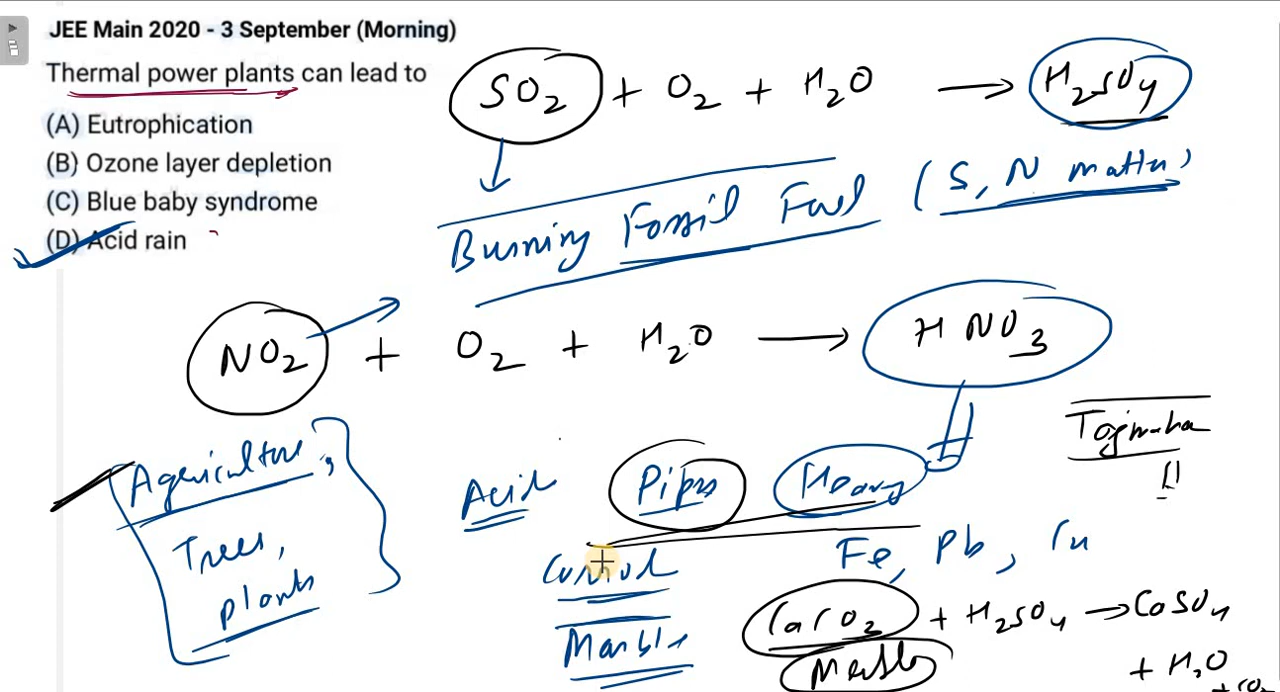 JEE Main 2020 - 3 September (Morning)
Thermal power plants can lead to
(A) Eutrophication
(B) Ozone layer depletion
(C) Blue baby syndrome
(D) Acid rain
SO2 + O2 + H2O → H2SO4
Burning Fossil Fuel (S, N matter)
NO2 + O2 + H2O → HNO3
Agriculture,
Trees,
plants
Acid Pipes Heavy
Fe, Pb, Cu
Marble
CaCO3 + H2SO4 → CaSO4
+ H2O
+ CO2
Marble